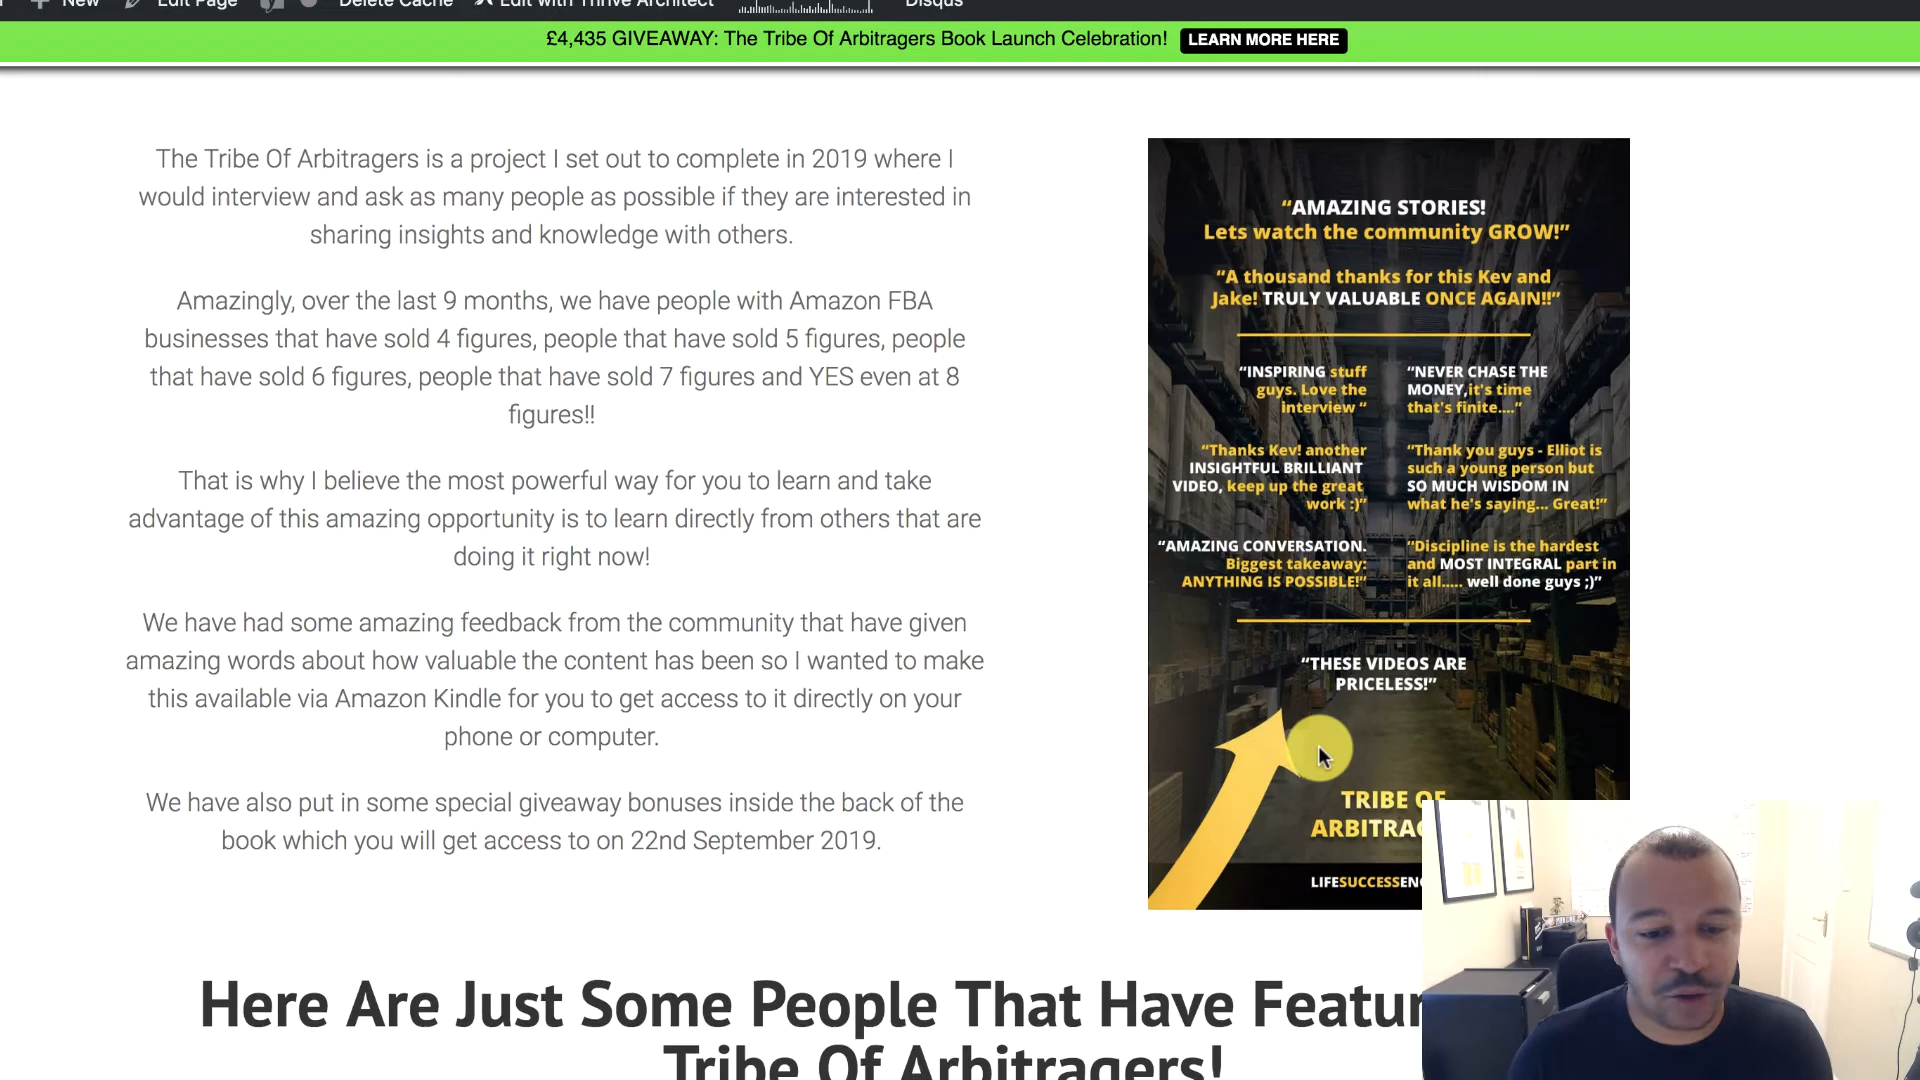 New Edit Page Delete Cache Edit with Thrive Architect Disqus
£4,435 GIVEAWAY: The Tribe Of Arbitragers Book Launch Celebration! LEARN MORE HERE
The Tribe Of Arbitragers is a project I set out to complete in 2019 where I
would interview and ask as many people as possible if they are interested in
sharing insights and knowledge with others.
Amazingly, over the last 9 months, we have people with Amazon FBA
businesses that have sold 4 figures, people that have sold 5 figures, people
that have sold 6 figures, people that have sold 7 figures and YES even at 8
figures!!
That is why I believe the most powerful way for you to learn and take
advantage of this amazing opportunity is to learn directly from others that are
doing it right now!
We have had some amazing feedback from the community that have given
amazing words about how valuable the content has been so I wanted to make
this available via Amazon Kindle for you to get access to it directly on your
phone or computer.
We have also put in some special giveaway bonuses inside the back of the
book which you will get access to on 22nd September 2019.
“AMAZING STORIES!
Lets watch the community GROW!”
“A thousand thanks for this Kev and
Jake! TRULY VALUABLE ONCE AGAIN!!”
“INSPIRING stuff
guys. Love the
interview “
“NEVER CHASE THE
MONEY,it's time
that's finite....”
“Thanks Kev! another
INSIGHTFUL BRILLIANT
VIDEO, keep up the great
work :)”
“Thank you guys - Elliot is
such a young person but
SO MUCH WISDOM IN
what he's saying... Great!”
“AMAZING CONVERSATION.
Biggest takeaway:
ANYTHING IS POSSIBLE!”
“Discipline is the hardest
and MOST INTEGRAL part in
it all..... well done guys ;)”
“THESE VIDEOS ARE
PRICELESS!”
TRIBE OF
ARBITRAG
LIFESUCCESSEN
Here Are Just Some People That Have Featur
Tribe Of Arbitragers!